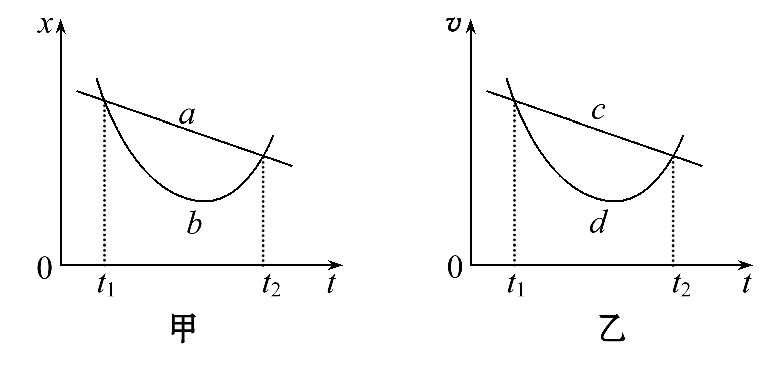 x
a
b
0
t₁
t₂
t
甲
v
c
d
0
t₁
t₂
t
乙